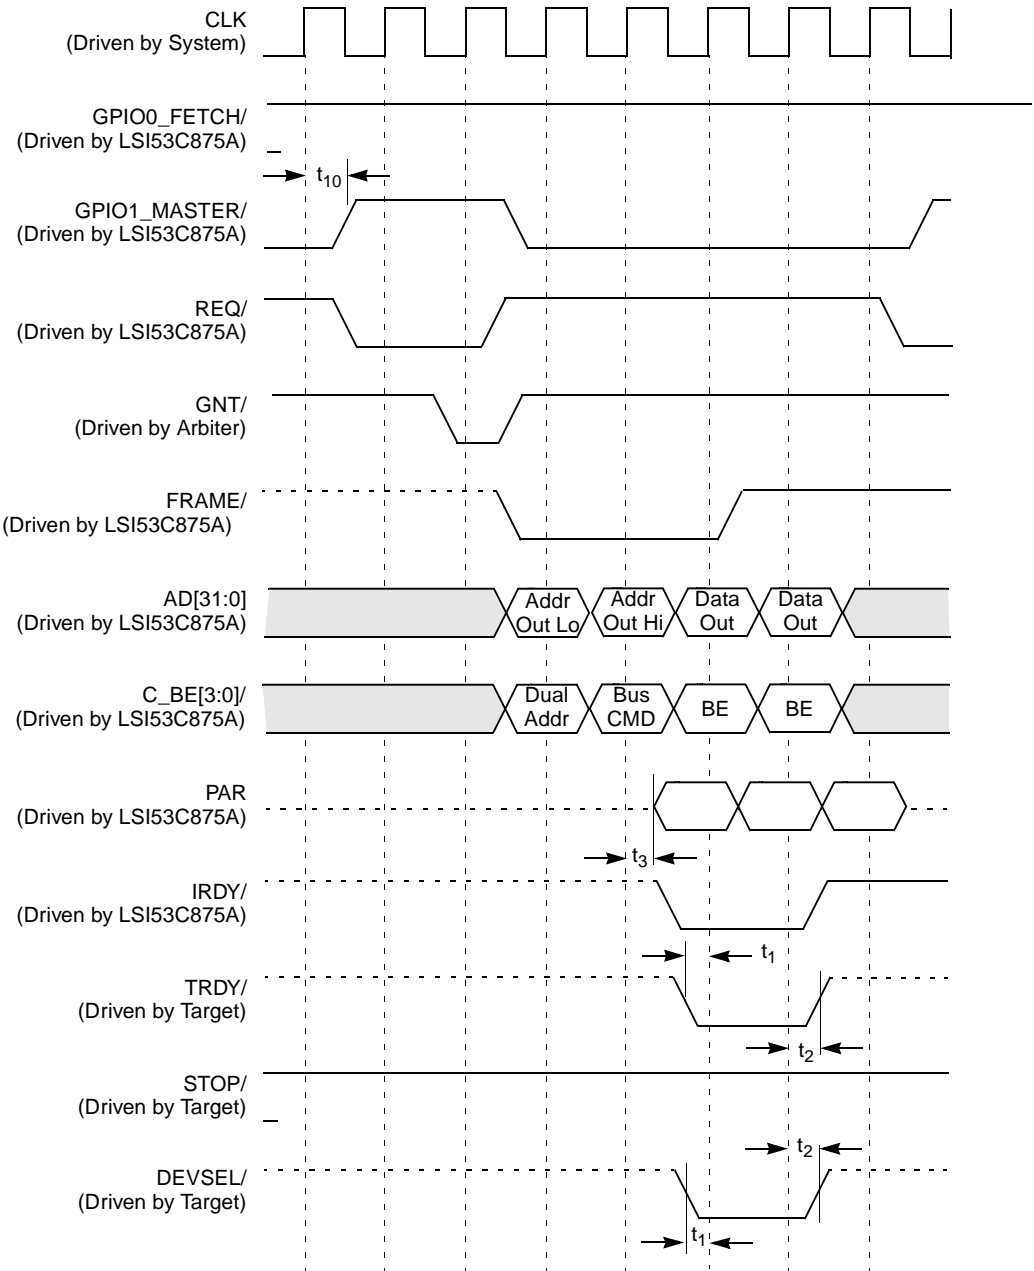 CLK
(Driven by System)
GPIO0_FETCH/
(Driven by LSI53C875A)
t10
GPIO1_MASTER/
(Driven by LSI53C875A)
REQ/
(Driven by LSI53C875A)
GNT/
(Driven by Arbiter)
FRAME/
(Driven by LSI53C875A)
AD[31:0]
(Driven by LSI53C875A)
Addr
Out Lo
Addr
Out Hi
Data
Out
Data
Out
C_BE[3:0]/
(Driven by LSI53C875A)
Dual
Addr
Bus
CMD
BE
BE
PAR
(Driven by LSI53C875A)
t3
IRDY/
(Driven by LSI53C875A)
t1
TRDY/
(Driven by Target)
t2
STOP/
(Driven by Target)
t2
DEVSEL/
(Driven by Target)
t1